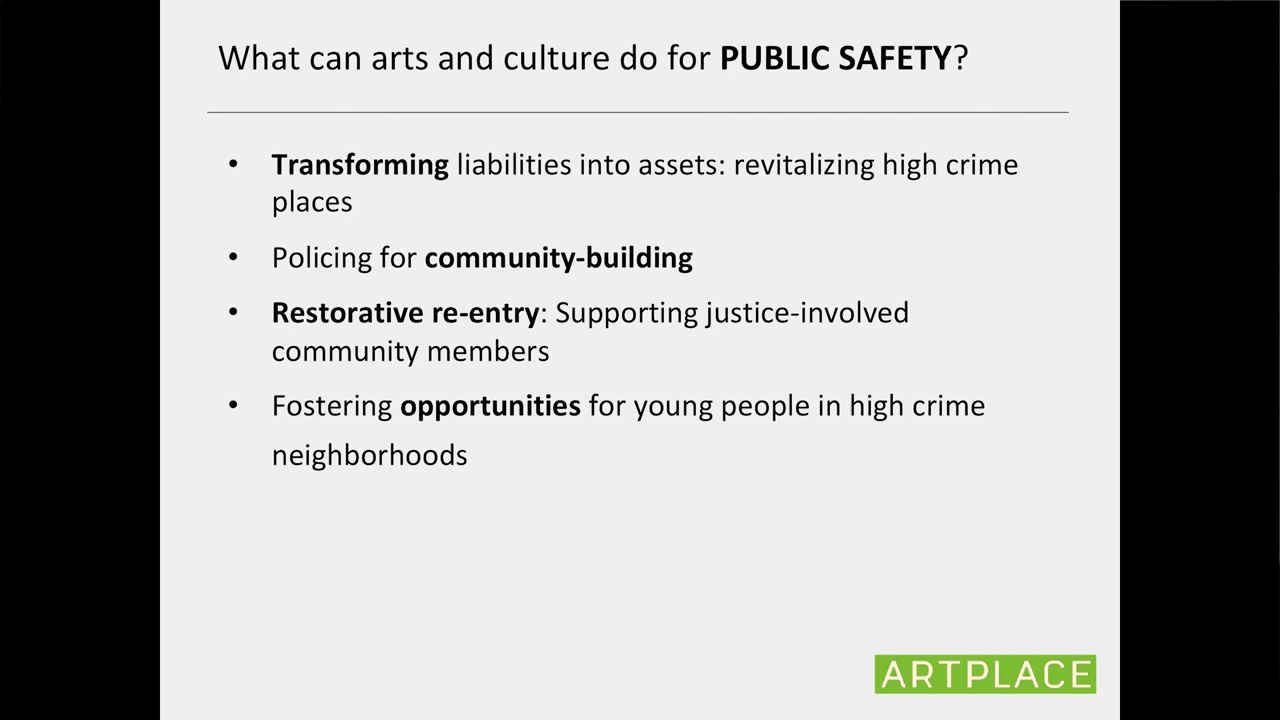 What can arts and culture do for PUBLIC SAFETY?
• Transforming liabilities into assets: revitalizing high crime
places
• Policing for community-building
• Restorative re-entry: Supporting justice-involved
community members
• Fostering opportunities for young people in high crime
neighborhoods
ARTPLACE